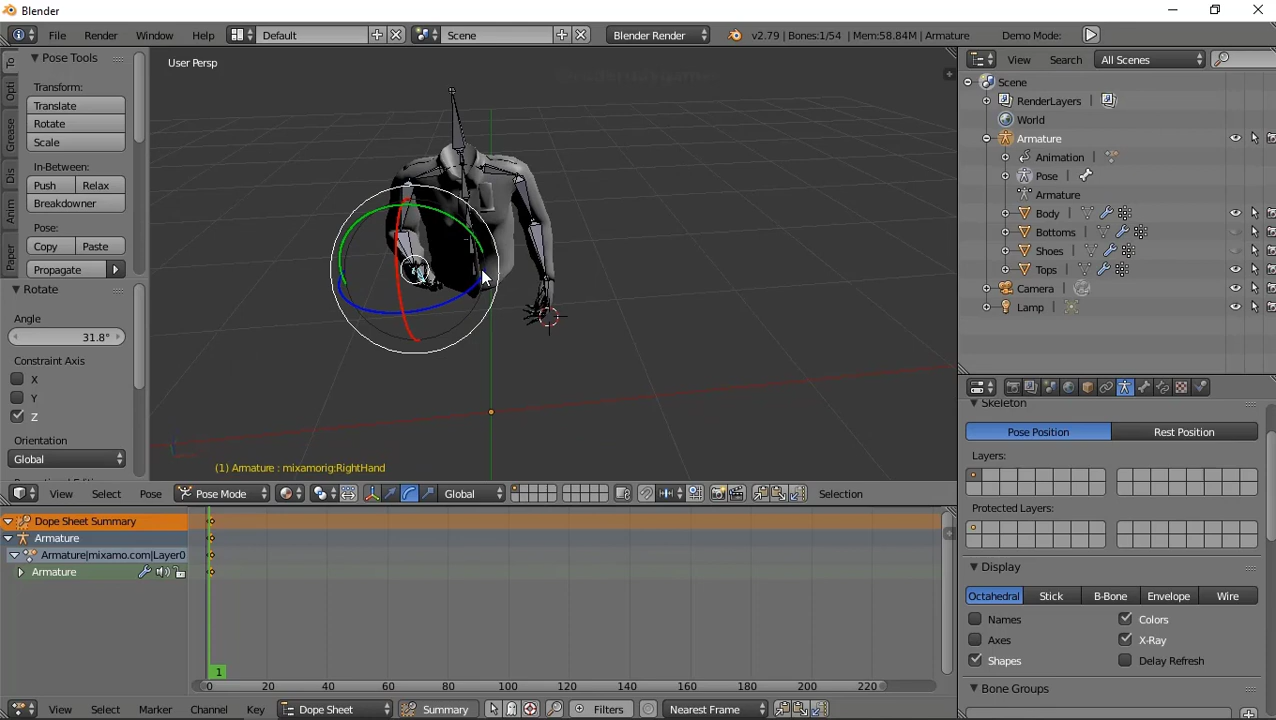 Blender
File Render Window Help Default Scene Blender Render v2.79 | Bones:1/54 | Mem:58.84M | Armature Demo Mode:
To
Opti
Grease
Dis
Anim
Paper
Pose Tools
Transform:
Translate
Rotate
Scale
In-Between:
Push Relax
Breakdowner
Pose:
Copy Paste
Propagate
Rotate
Angle
31.8°
Constraint Axis
X
Y
Z
Orientation
Global
User Persp
(1) Armature : mixamorig:RightHand
View Select Pose Pose Mode Global Selection
Dope Sheet Summary
Armature
Armature|mixamo.com|Layer0
Armature
1
0 20 40 60 80 100 120 140 160 180 200 220
View Select Marker Channel Key Dope Sheet Summary Filters Nearest Frame
View Search All Scenes
Scene
RenderLayers
World
Armature
Animation
Pose
Armature
Body
Bottoms
Shoes
Tops
Camera
Lamp
Skeleton
Pose Position Rest Position
Layers:
Protected Layers:
Display
Octahedral Stick B-Bone Envelope Wire
Names Colors
Axes X-Ray
Shapes Delay Refresh
Bone Groups